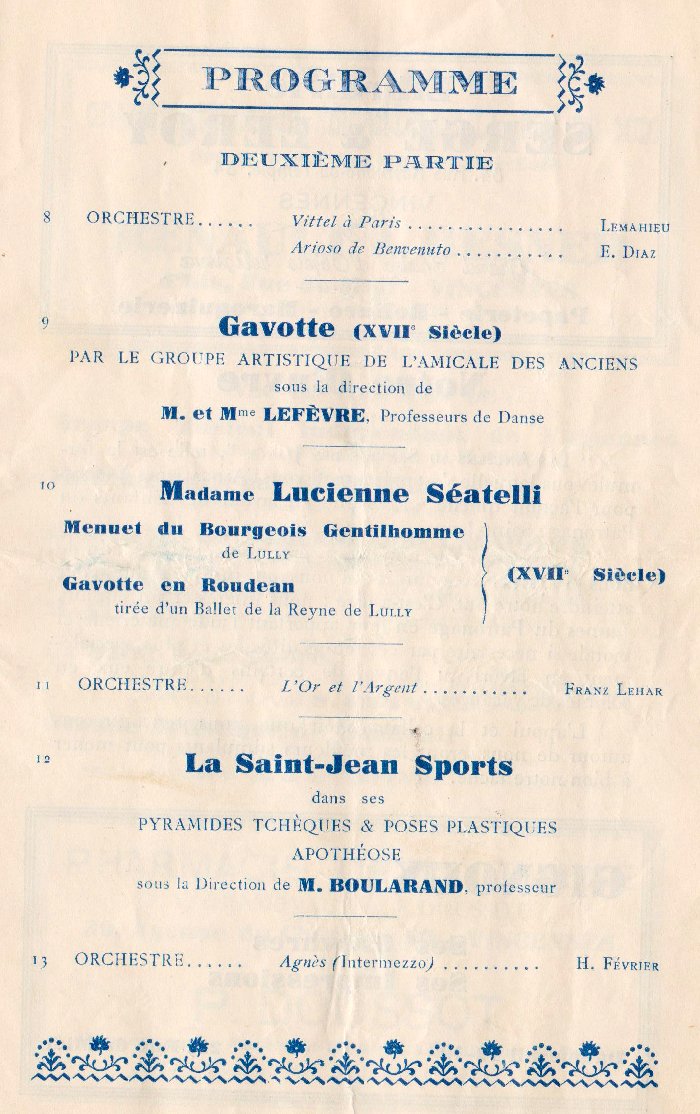 PROGRAMME
DEUXIÈME PARTIE
8 ORCHESTRE...... Vittel à Paris ................ LEMAHIEU
Arioso de Benvenuto ........... E. DIAZ
9 Gavotte (XVIIe Siècle)
PAR LE GROUPE ARTISTIQUE DE L'AMICALE DES ANCIENS
sous la direction de
M. et Mme LEFÈVRE, Professeurs de Danse
10 Madame Lucienne Séatelli
Menuet du Bourgeois Gentilhomme
de LULLY
(XVIIe Siècle)
Gavotte en Roudean
tirée d'un Ballet de la Reyne de LULLY
11 ORCHESTRE...... L'Or et l'Argent ........... FRANZ LEHAR
12 La Saint-Jean Sports
dans ses
PYRAMIDES TCHÈQUES & POSES PLASTIQUES
APOTHÉOSE
sous la Direction de M. BOULARAND, professeur
13 ORCHESTRE...... Agnès (Intermezzo) .......... H. FÉVRIER